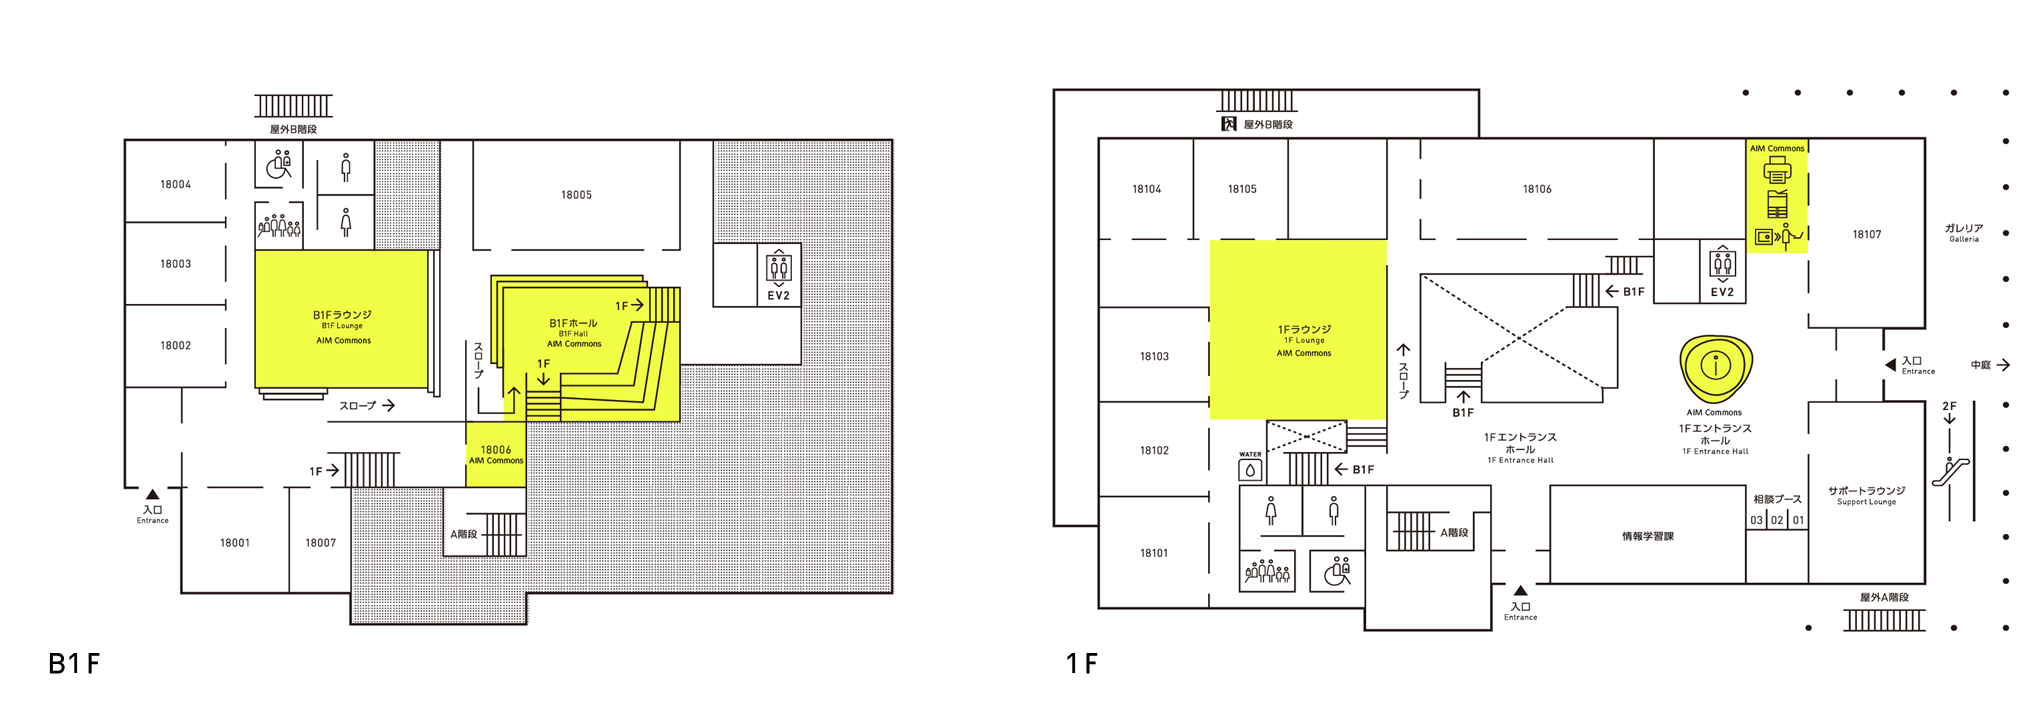 屋外B階段
18004
18003
18002
18005
EV2
B1Fラウンジ
B1F Lounge
AIM Commons
1F
B1Fホール
B1F Hall
AIM Commons
1F
スロープ
スロープ
18006
AIM Commons
1F
入口
Entrance
18001
18007
A階段
B1F
屋外B階段
18104
18105
18106
AIM Commons
18107
ガレリア
Galleria
B1F
EV2
1Fラウンジ
1F Lounge
AIM Commons
18103
スロープ
入口
Entrance
中庭
B1F
AIM Commons
1Fエントランス
ホール
1F Entrance Hall
1Fエントランス
ホール
1F Entrance Hall
2F
18102
WATER
B1F
相談ブース
03
02
01
サポートラウンジ
Support Lounge
18101
A階段
情報学習課
入口
Entrance
屋外A階段
1F